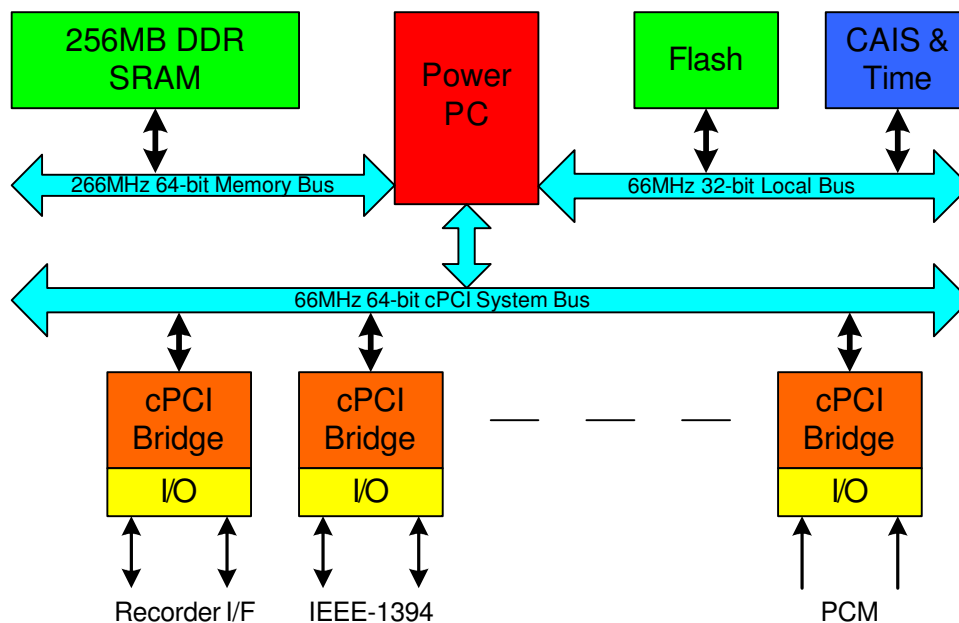 256MB DDR
SRAM
Power
PC
Flash
CAIS &
Time
266MHz 64-bit Memory Bus
66MHz 32-bit Local Bus
66MHz 64-bit cPCI System Bus
cPCI
Bridge
I/O
cPCI
Bridge
I/O
cPCI
Bridge
I/O
Recorder I/F
IEEE-1394
PCM